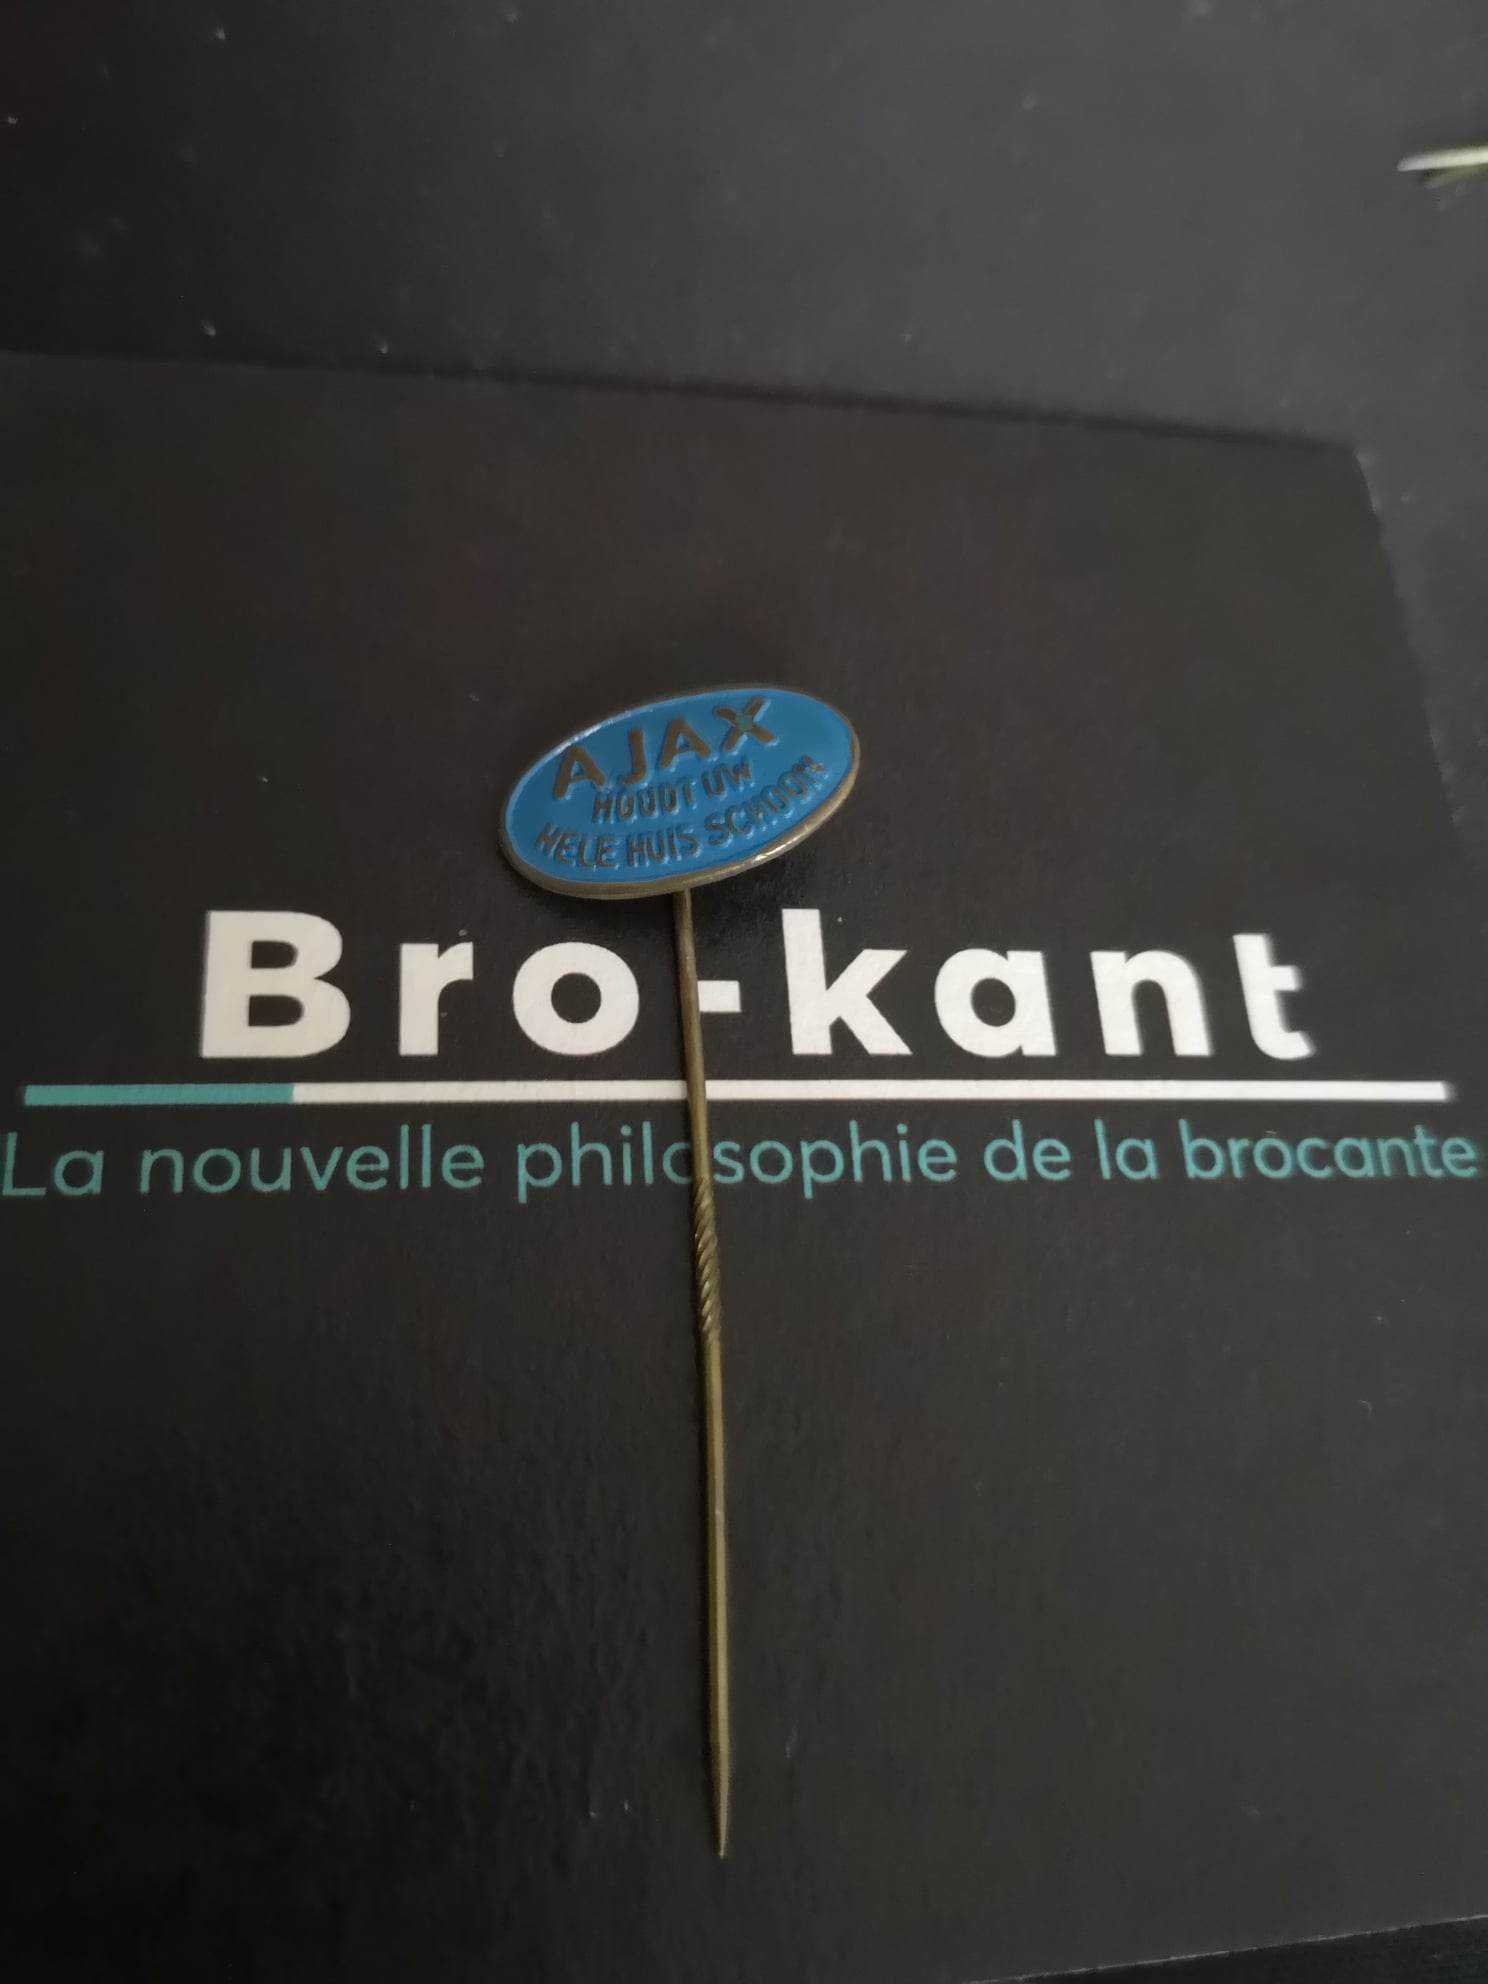 AJAX
HOUDT UW
HELE HUIS SCHOON
Bro-kant
La nouvelle philosophie de la brocante